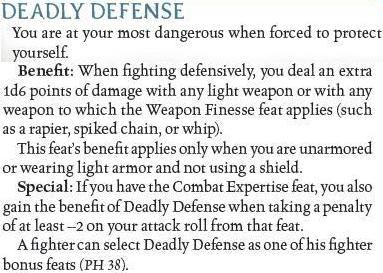 DEADLY DEFENSE
You are at your most dangerous when forced to protect
yourself.
Benefit: When fighting defensively, you deal an extra
1d6 points of damage with any light weapon or with any
weapon to which the Weapon Finesse feat applies (such
as a rapier, spiked chain, or whip).
This feat's benefit applies only when you are unarmored
or wearing light armor and not using a shield.
Special: If you have the Combat Expertise feat, you also
gain the benefit of Deadly Defense when taking a penalty
of at least –2 on your attack roll from that feat.
A fighter can select Deadly Defense as one of his fighter
bonus feats (PH 38).